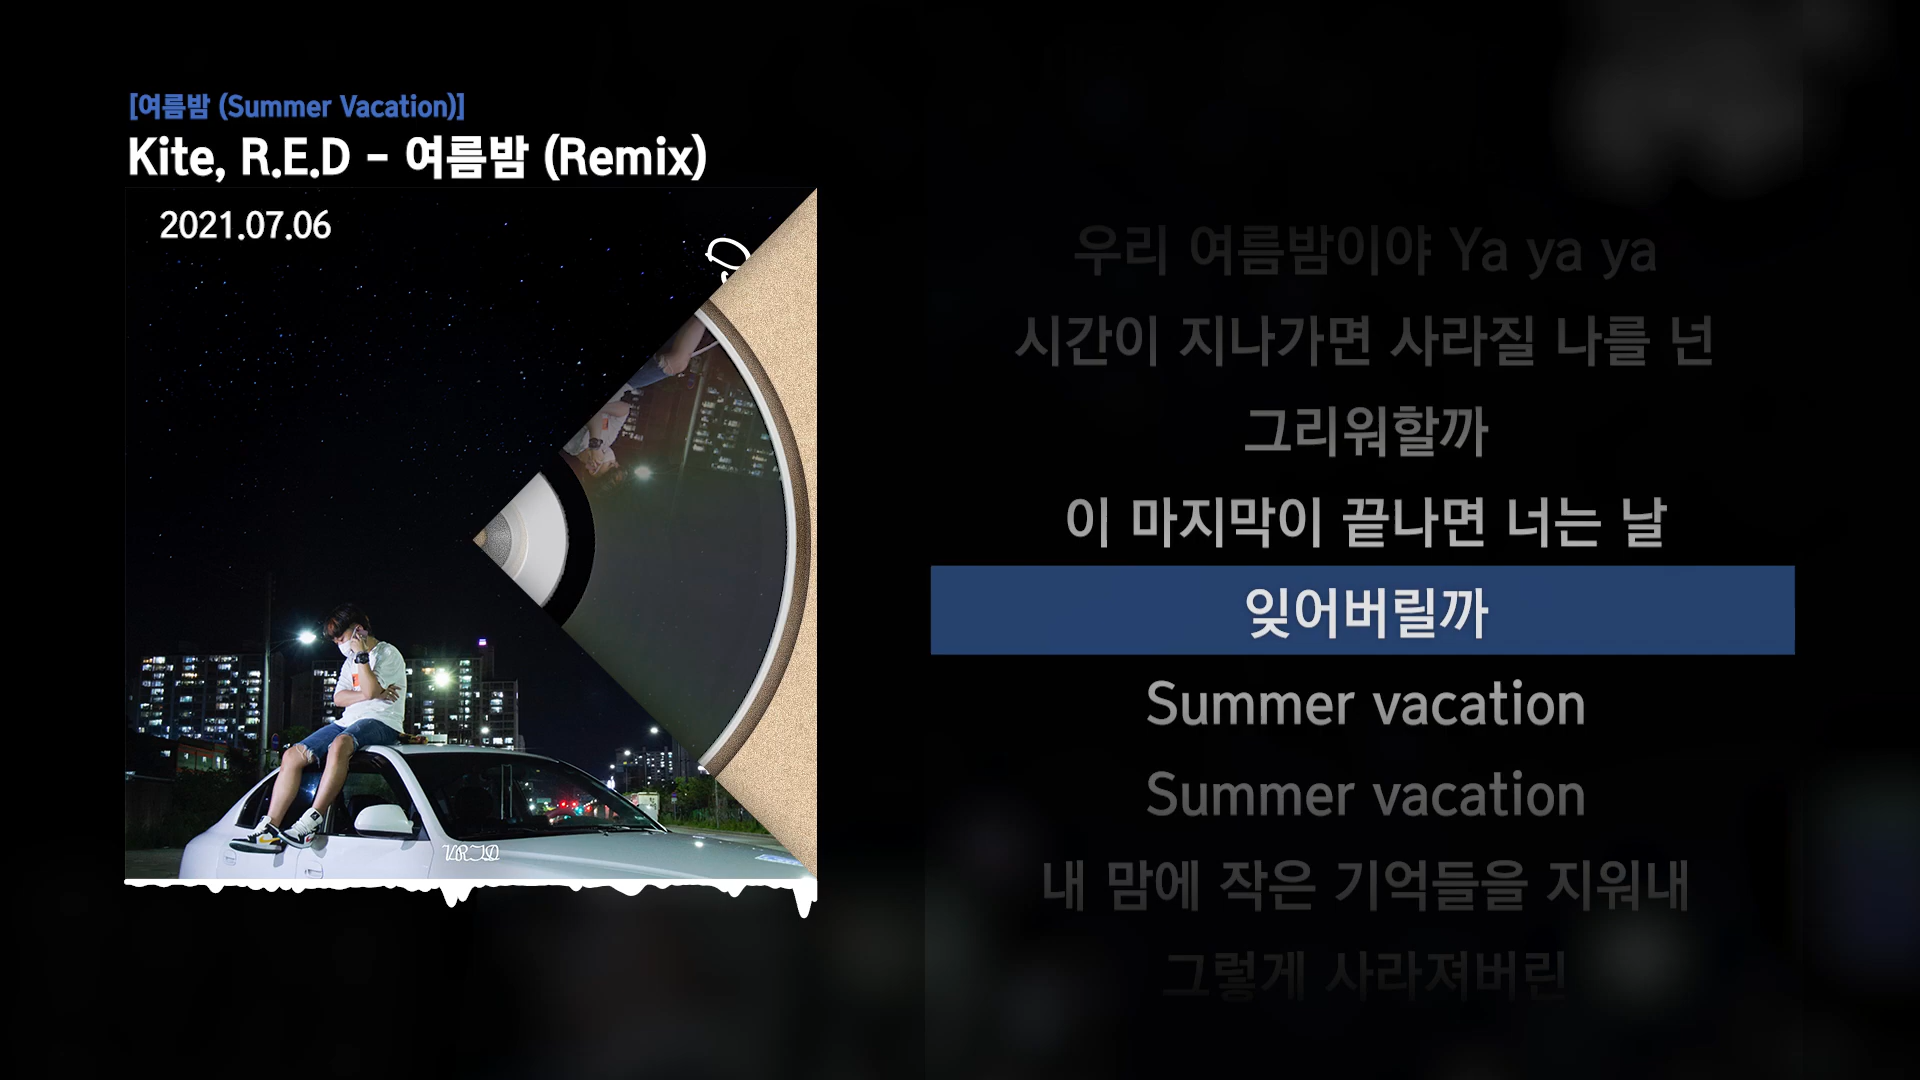 [여름밤 (Summer Vacation)]
Kite, R.E.D - 여름밤 (Remix)
2021.07.06
우리 여름밤이야 Ya ya ya
시간이 지나가면 사라질 나를 넌
그리워할까
이 마지막이 끝나면 너는 날
잊어버릴까
Summer vacation
Summer vacation
내 맘에 작은 기억들을 지워내
그렇게 사라져버린